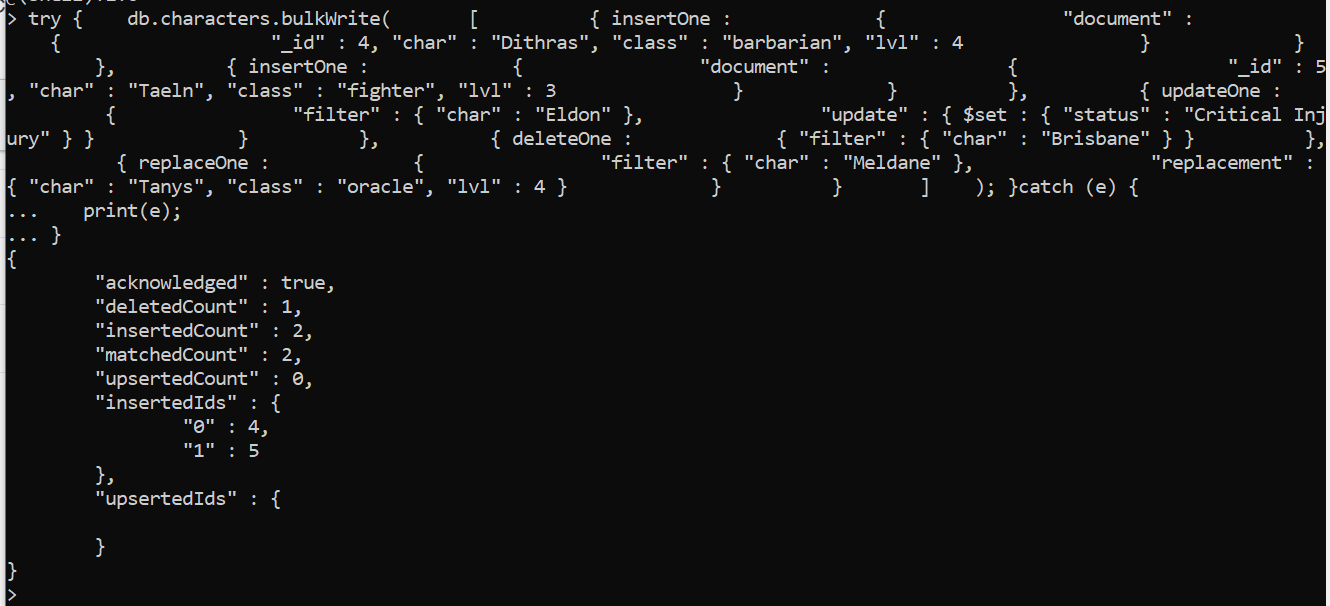 > try {    db.characters.bulkWrite(       [          { insertOne :             {                "document" :
    {                   "_id" : 4, "char" : "Dithras", "class" : "barbarian", "lvl" : 4                }             }
        },          { insertOne :             {                "document" :                {                   "_id" : 5
, "char" : "Taeln", "class" : "fighter", "lvl" : 3                }             }          },          { updateOne :
         {                "filter" : { "char" : "Eldon" },                "update" : { $set : { "status" : "Critical Inj
ury" } }             }          },          { deleteOne :             { "filter" : { "char" : "Brisbane" } }          },
          { replaceOne :             {                "filter" : { "char" : "Meldane" },                "replacement" :
{ "char" : "Tanys", "class" : "oracle", "lvl" : 4 }             }          }       ]    ); }catch (e) {
...    print(e);
... }
{
        "acknowledged" : true,
        "deletedCount" : 1,
        "insertedCount" : 2,
        "matchedCount" : 2,
        "upsertedCount" : 0,
        "insertedIds" : {
                "0" : 4,
                "1" : 5
        },
        "upsertedIds" : {
        }
}
>